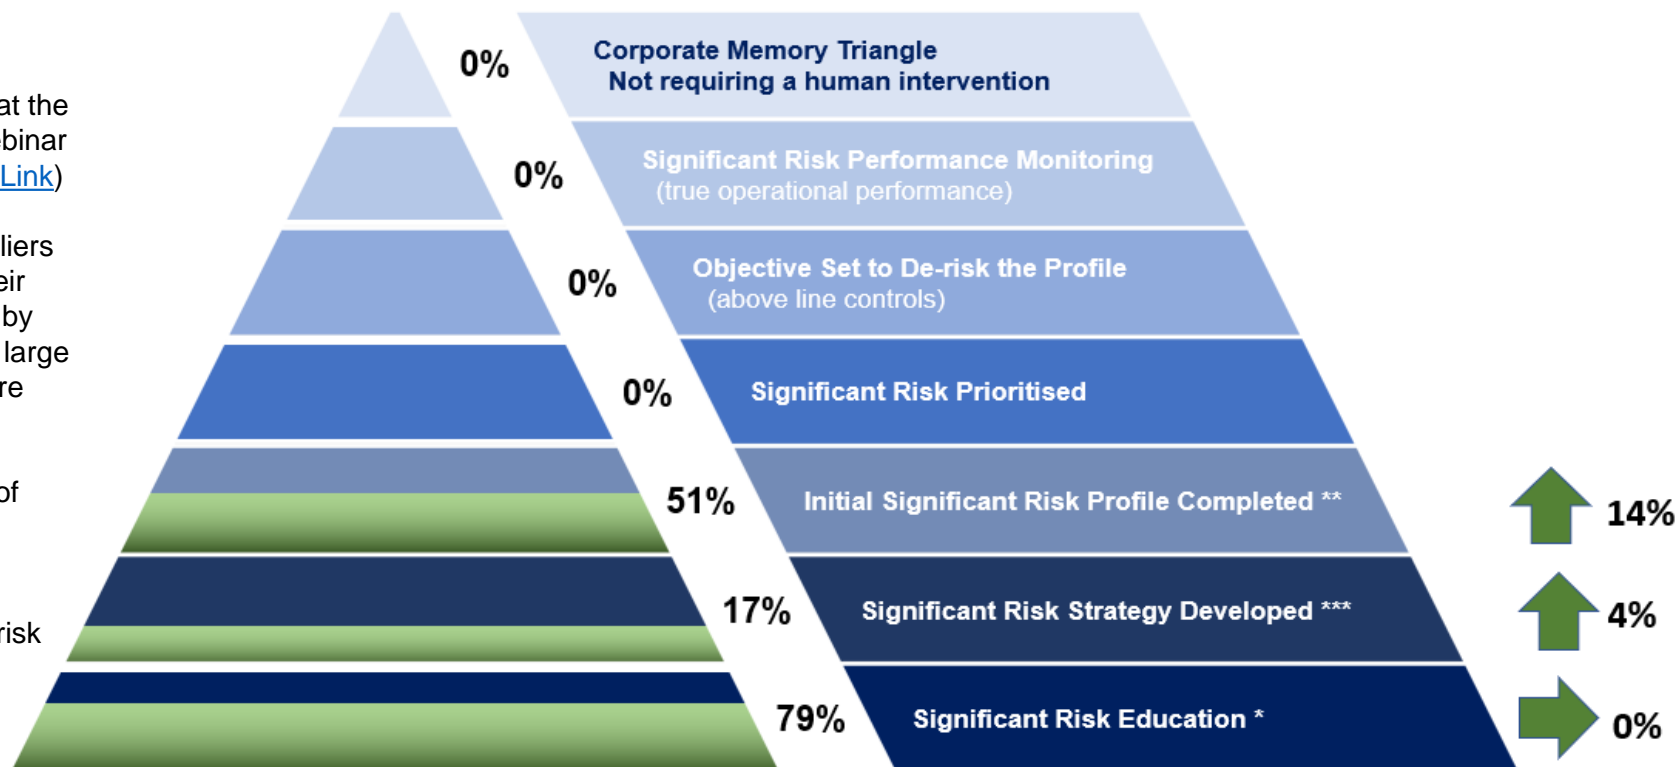 at the
ebinar
Link)
liers
eir
by
large
re
of
risk
0%
Corporate Memory Triangle
Not requiring a human intervention
0%
Significant Risk Performance Monitoring
(true operational performance)
0%
Objective Set to De-risk the Profile
(above line controls)
0%
Significant Risk Prioritised
51%
Initial Significant Risk Profile Completed **
14%
17%
Significant Risk Strategy Developed ***
4%
79%
Significant Risk Education *
0%